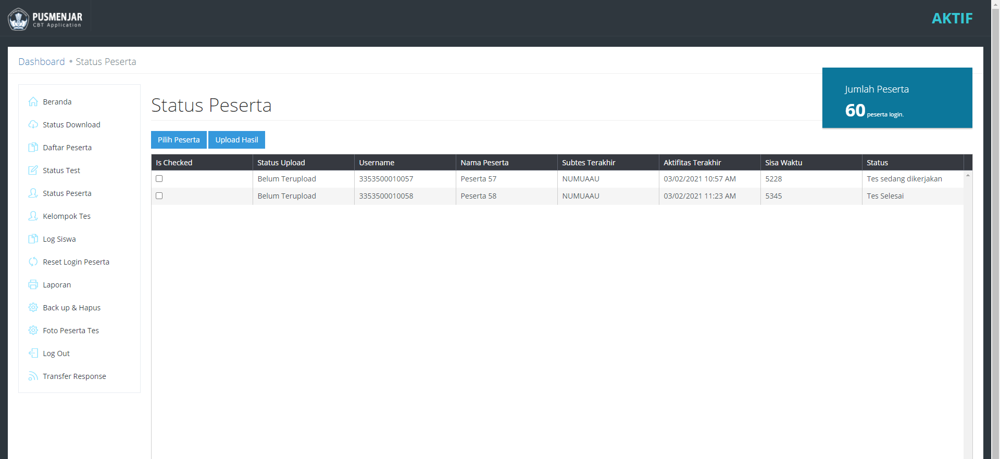 PUSMENJAR
CBT Application
AKTIF
Dashboard • Status Peserta
Jumlah Peserta
60 peserta login.
Beranda
Status Download
Daftar Peserta
Status Test
Status Peserta
Kelompok Tes
Log Siswa
Reset Login Peserta
Laporan
Back up & Hapus
Foto Peserta Tes
Log Out
Transfer Response
Status Peserta
Pilih Peserta Upload Hasil
Is Checked Status Upload Username Nama Peserta Subtes Terakhir Aktifitas Terakhir Sisa Waktu Status
Belum Terupload 3353500010057 Peserta 57 NUMUAAU 03/02/2021 10:57 AM 5228 Tes sedang dikerjakan
Belum Terupload 3353500010058 Peserta 58 NUMUAAU 03/02/2021 11:23 AM 5345 Tes Selesai